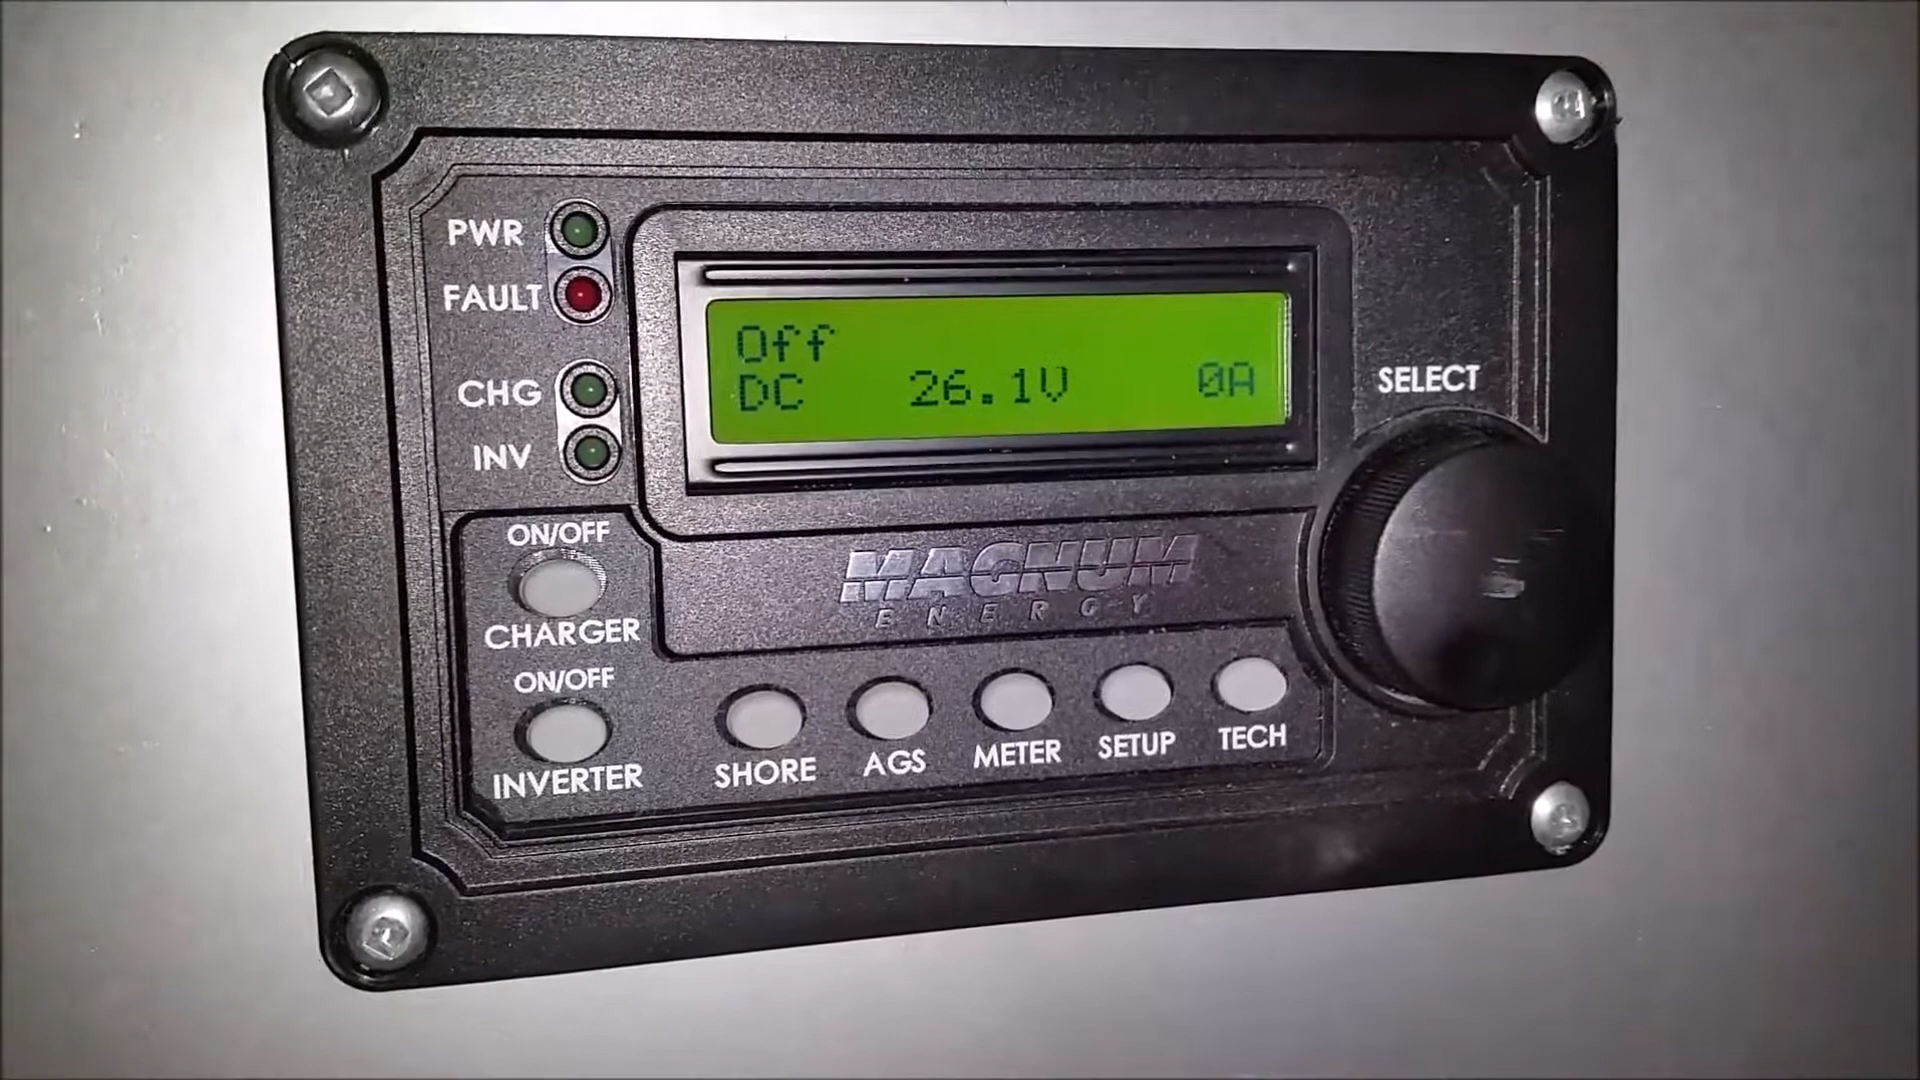 PWR
FAULT
CHG
INV
Off
DC 26.1V 0A
SELECT
ON/OFF
CHARGER
ON/OFF
INVERTER
MAGNUM
ENERGY
SHORE
AGS
METER
SETUP
TECH